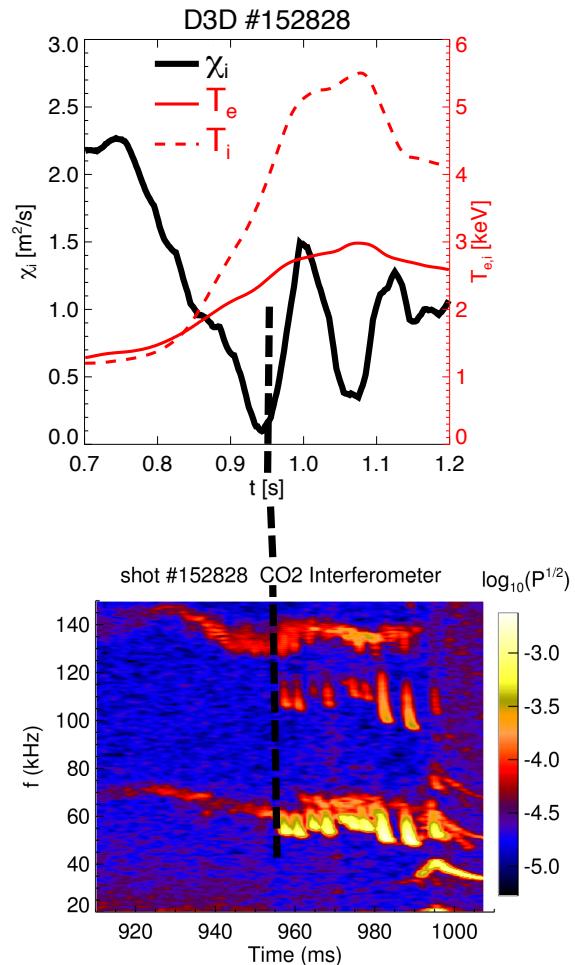 D3D #152828
3.0
2.5
2.0
1.5
1.0
0.5
0.0
χi [m²/s]
χi
Te
Ti
6
5
4
3
2
1
0
Te,i [keV]
0.7 0.8 0.9 1.0 1.1 1.2
t [s]
shot #152828 CO2 Interferometer
log10(P^1/2)
140
120
100
80
60
40
20
f (kHz)
920 940 960 980 1000
Time (ms)
-3.0
-3.5
-4.0
-4.5
-5.0